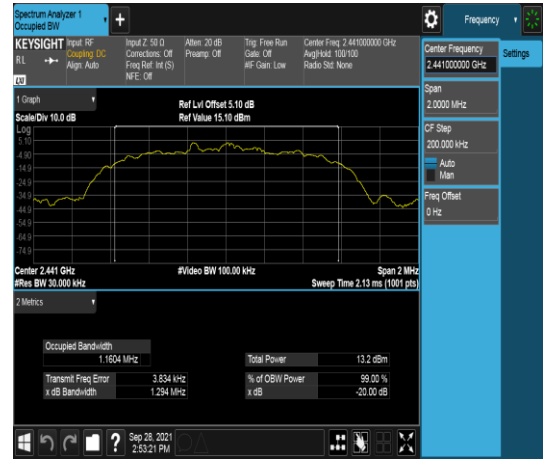 Spectrum Analyzer 1
Occupied BW
+
Frequency
KEYSIGHT
RL
LXI
Input: RF
Coupling: DC
Align: Auto
Input Z: 50 Ω
Corrections: Off
Freq Ref: Int (S)
NFE: Off
Atten: 20 dB
Preamp: Off
Trig: Free Run
Gate: Off
#IF Gain: Low
Center Freq: 2.441000000 GHz
Avg|Hold: 100/100
Radio Std: None
Center Frequency
2.441000000 GHz
Settings
Span
2.0000 MHz
CF Step
200.000 kHz
Auto
Man
Freq Offset
0 Hz
1 Graph
Scale/Div 10.0 dB
Ref Lvl Offset 5.10 dB
Ref Value 15.10 dBm
Log
5.10
-4.90
-14.9
-24.9
-34.9
-44.9
-54.9
-64.9
-74.9
Center 2.441 GHz
#Video BW 100.00 kHz
Span 2 MHz
#Res BW 30.000 kHz
Sweep Time 2.13 ms (1001 pts)
2 Metrics
Occupied Bandwidth
1.1604 MHz
Total Power 13.2 dBm
Transmit Freq Error 3.834 kHz
% of OBW Power 99.00 %
x dB Bandwidth 1.294 MHz
x dB -20.00 dB
?
Sep 28, 2021
2:53:21 PM